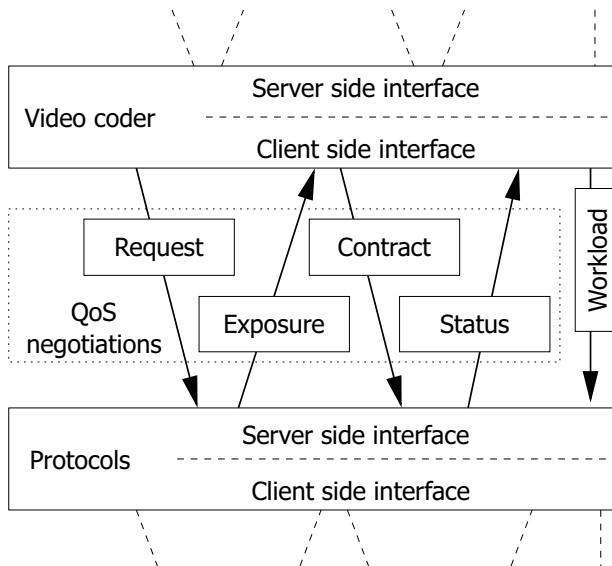 Server side interface
Video coder
Client side interface
Request
Contract
Workload
QoS
negotiations
Exposure
Status
Server side interface
Protocols
Client side interface